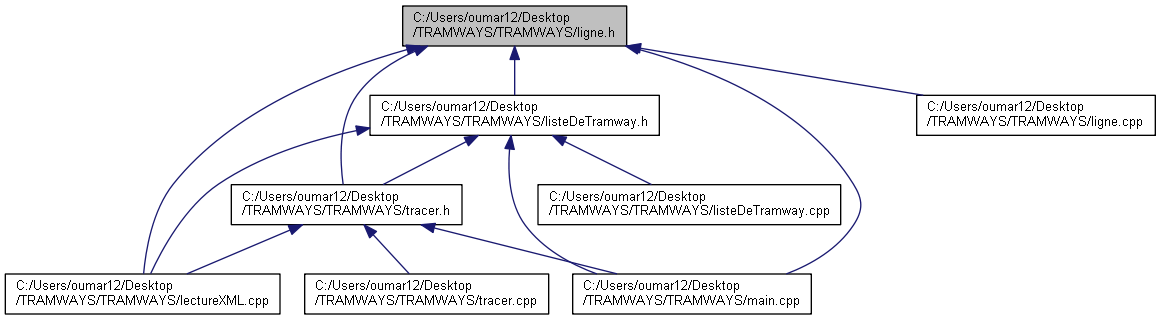 C:/Users/oumar12/Desktop
/TRAMWAYS/TRAMWAYS/ligne.h
C:/Users/oumar12/Desktop
/TRAMWAYS/TRAMWAYS/listeDeTramway.h
C:/Users/oumar12/Desktop
/TRAMWAYS/TRAMWAYS/ligne.cpp
C:/Users/oumar12/Desktop
/TRAMWAYS/TRAMWAYS/tracer.h
C:/Users/oumar12/Desktop
/TRAMWAYS/TRAMWAYS/listeDeTramway.cpp
C:/Users/oumar12/Desktop
/TRAMWAYS/TRAMWAYS/lectureXML.cpp
C:/Users/oumar12/Desktop
/TRAMWAYS/TRAMWAYS/tracer.cpp
C:/Users/oumar12/Desktop
/TRAMWAYS/TRAMWAYS/main.cpp